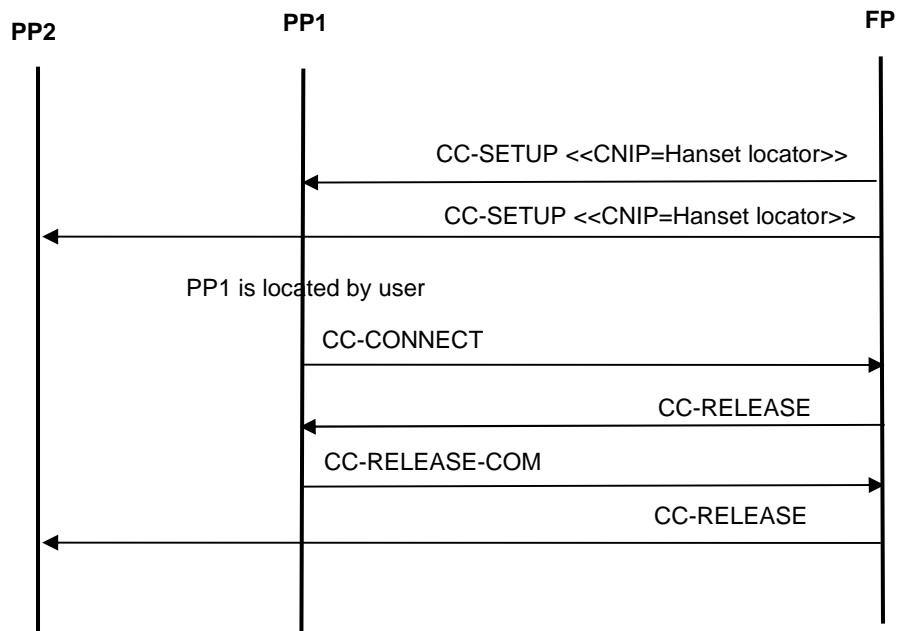 PP2
PP1
FP
CC-SETUP <<CNIP=Hanset locator>>
CC-SETUP <<CNIP=Hanset locator>>
PP1 is located by user
CC-CONNECT
CC-RELEASE
CC-RELEASE-COM
CC-RELEASE